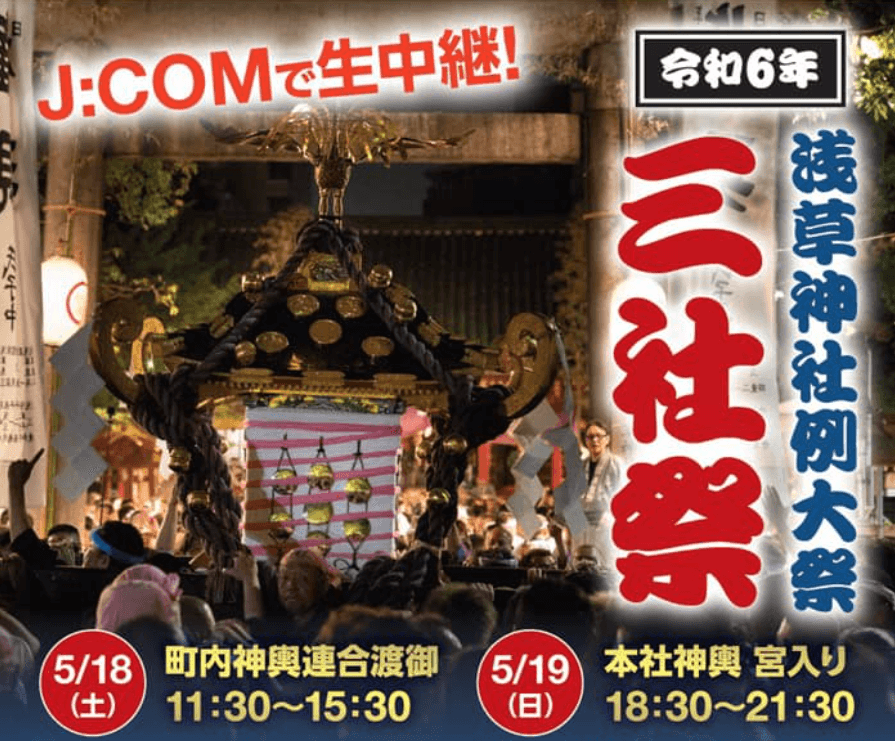 J:COMで生中継!
令和6年
浅草神社例大祭
三社祭
5/18
(土)
町内神輿連合渡御
11:30〜15:30
5/19
(日)
本社神輿 宮入り
18:30〜21:30